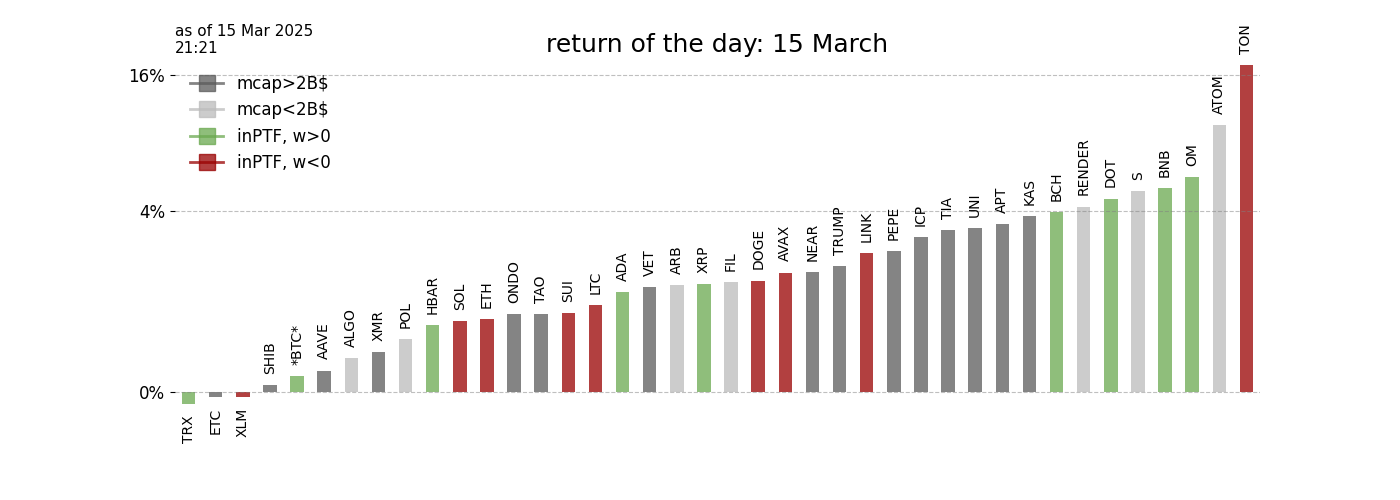 as of 15 Mar 2025
21:21
return of the day: 15 March
16%
4%
0%
mcap>2B$
mcap<2B$
inPTF, w>0
inPTF, w<0
TRX
ETC
XLM
SHIB
*BTC*
AAVE
ALGO
XMR
POL
HBAR
SOL
ETH
ONDO
TAO
SUI
LTC
ADA
VET
ARB
XRP
FIL
DOGE
AVAX
NEAR
TRUMP
LINK
PEPE
ICP
TIA
UNI
APT
KAS
BCH
RENDER
DOT
S
BNB
OM
ATOM
TON